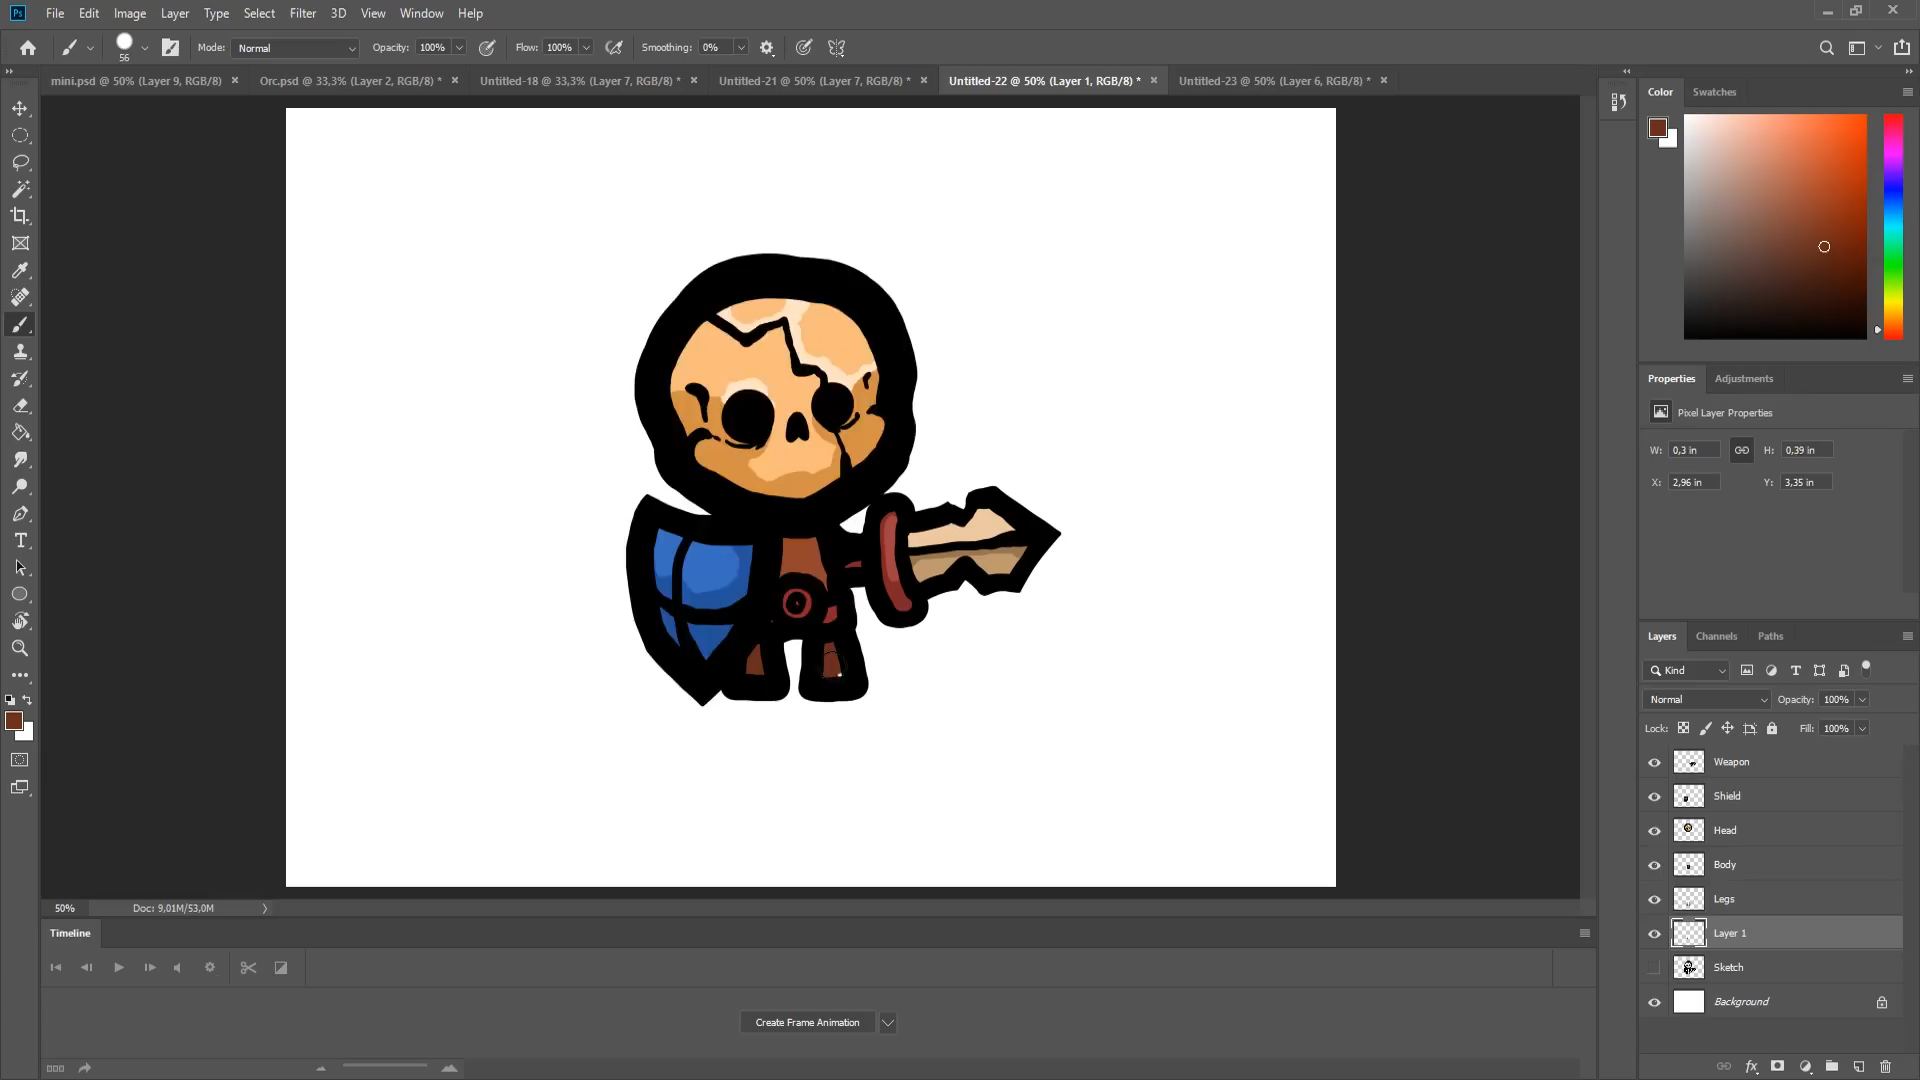 Ps File Edit Image Layer Type Select Filter 3D View Window Help
56 Mode: Normal Opacity: 100% Flow: 100% Smoothing: 0%
mini.psd @ 50% (Layer 9, RGB/8) × Orc.psd @ 33,3% (Layer 2, RGB/8) * × Untitled-18 @ 33,3% (Layer 7, RGB/8) * × Untitled-21 @ 50% (Layer 7, RGB/8) * × Untitled-22 @ 50% (Layer 1, RGB/8) * × Untitled-23 @ 50% (Layer 6, RGB/8) * ×
Color Swatches
Properties Adjustments
Pixel Layer Properties
W: 0,3 in H: 0,39 in
X: 2,96 in Y: 3,35 in
Layers Channels Paths
Kind
Normal Opacity: 100%
Lock: Fill: 100%
Weapon
Shield
Head
Body
Legs
Layer 1
Sketch
Background
50% Doc: 9,01M/53,0M
Timeline
Create Frame Animation